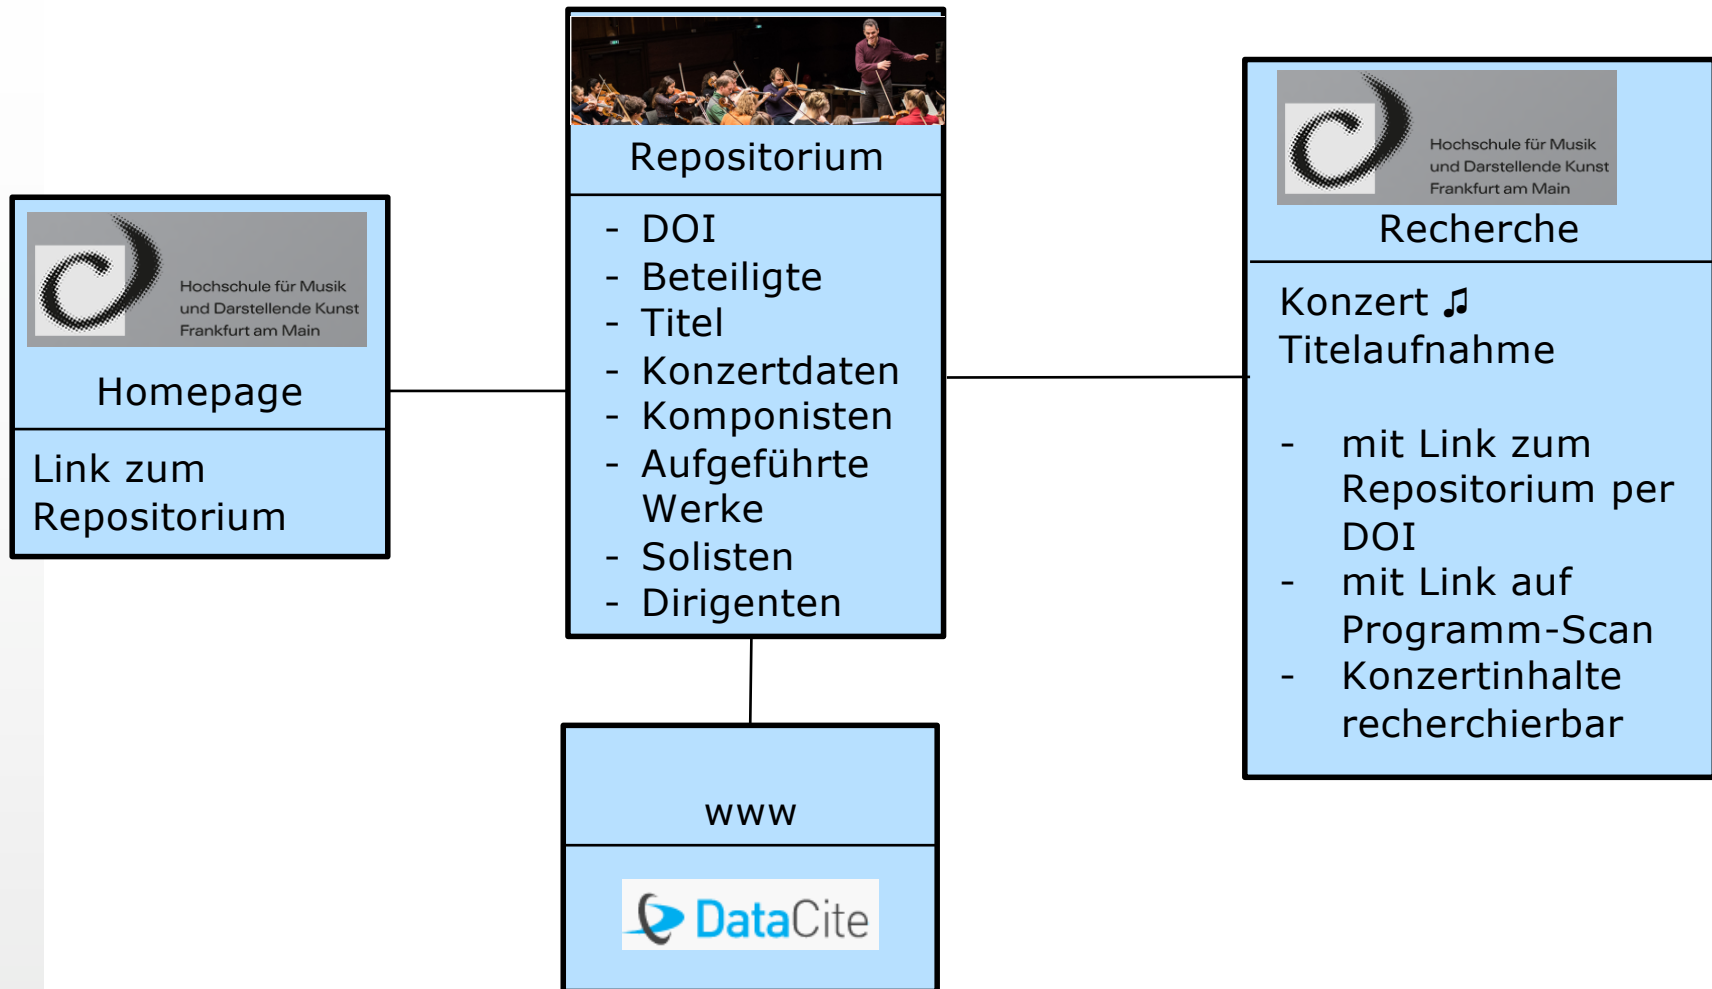 Hochschule für Musik
und Darstellende Kunst
Frankfurt am Main
Homepage
Link zum
Repositorium
Repositorium
- DOI
- Beteiligte
- Titel
- Konzertdaten
- Komponisten
- Aufgeführte
Werke
- Solisten
- Dirigenten
www
DataCite
Hochschule für Musik
und Darstellende Kunst
Frankfurt am Main
Recherche
Konzert ♫
Titelaufnahme
- mit Link zum
Repositorium per
DOI
- mit Link auf
Programm-Scan
- Konzertinhalte
recherchierbar